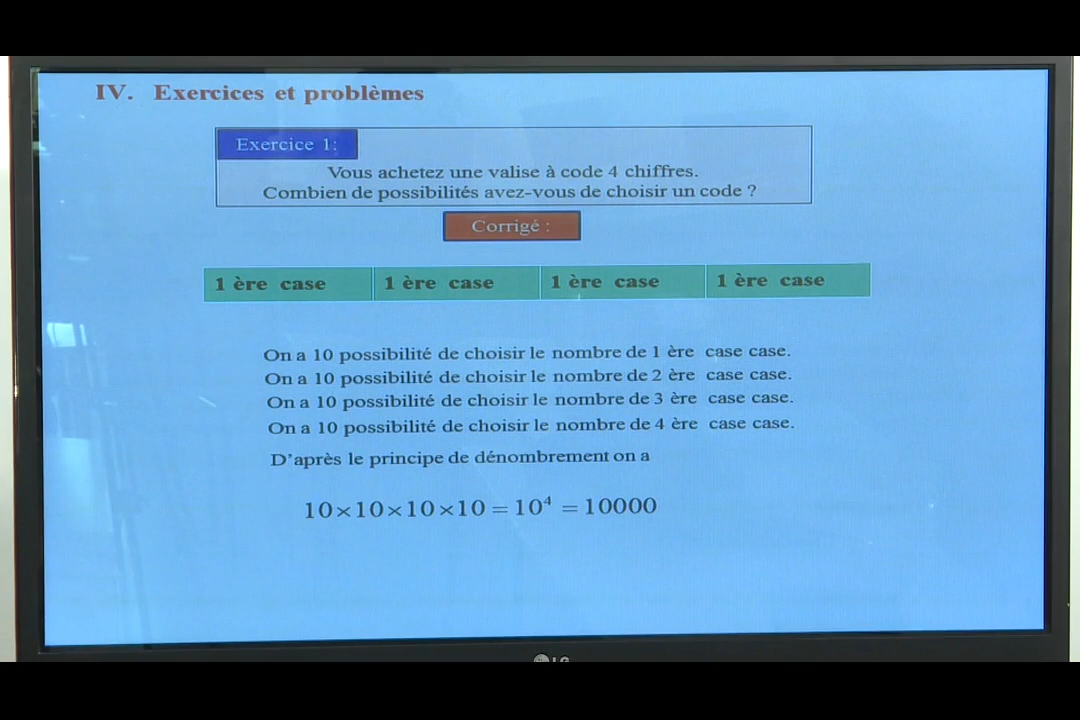 IV. Exercices et problèmes
Exercice 1:
Vous achetez une valise à code 4 chiffres.
Combien de possibilités avez-vous de choisir un code ?
Corrigé :
1 ère case 1 ère case 1 ère case 1 ère case
On a 10 possibilité de choisir le nombre de 1 ère case case.
On a 10 possibilité de choisir le nombre de 2 ère case case.
On a 10 possibilité de choisir le nombre de 3 ère case case.
On a 10 possibilité de choisir le nombre de 4 ère case case.
D'après le principe de dénombrement on a
10×10×10×10 = 10⁴ = 10000
LG